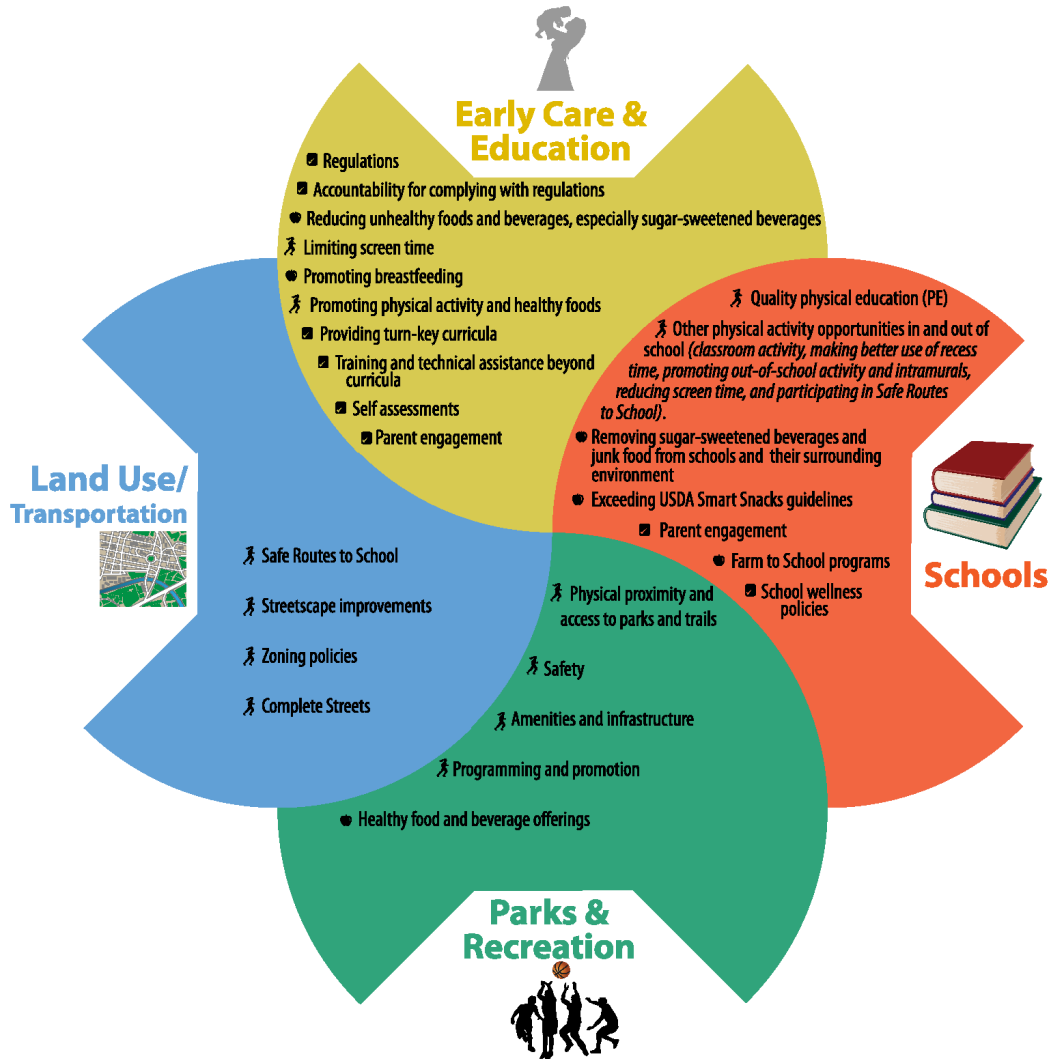 Early Care &
Education
Regulations
Accountability for complying with regulations
Reducing unhealthy foods and beverages, especially sugar-sweetened beverages
Limiting screen time
Promoting breastfeeding
Promoting physical activity and healthy foods
Providing turn-key curricula
Training and technical assistance beyond
curricula
Self assessments
Parent engagement
Quality physical education (PE)
Other physical activity opportunities in and out of
school (classroom activity, making better use of recess
time, promoting out-of-school activity and intramurals,
reducing screen time, and participating in Safe Routes
to School).
Removing sugar-sweetened beverages and
junk food from schools and their surrounding
environment
Exceeding USDA Smart Snacks guidelines
Parent engagement
Farm to School programs
School wellness
policies
Schools
Land Use/
Transportation
Safe Routes to School
Streetscape improvements
Zoning policies
Complete Streets
Physical proximity and
access to parks and trails
Safety
Amenities and infrastructure
Programming and promotion
Healthy food and beverage offerings
Parks &
Recreation